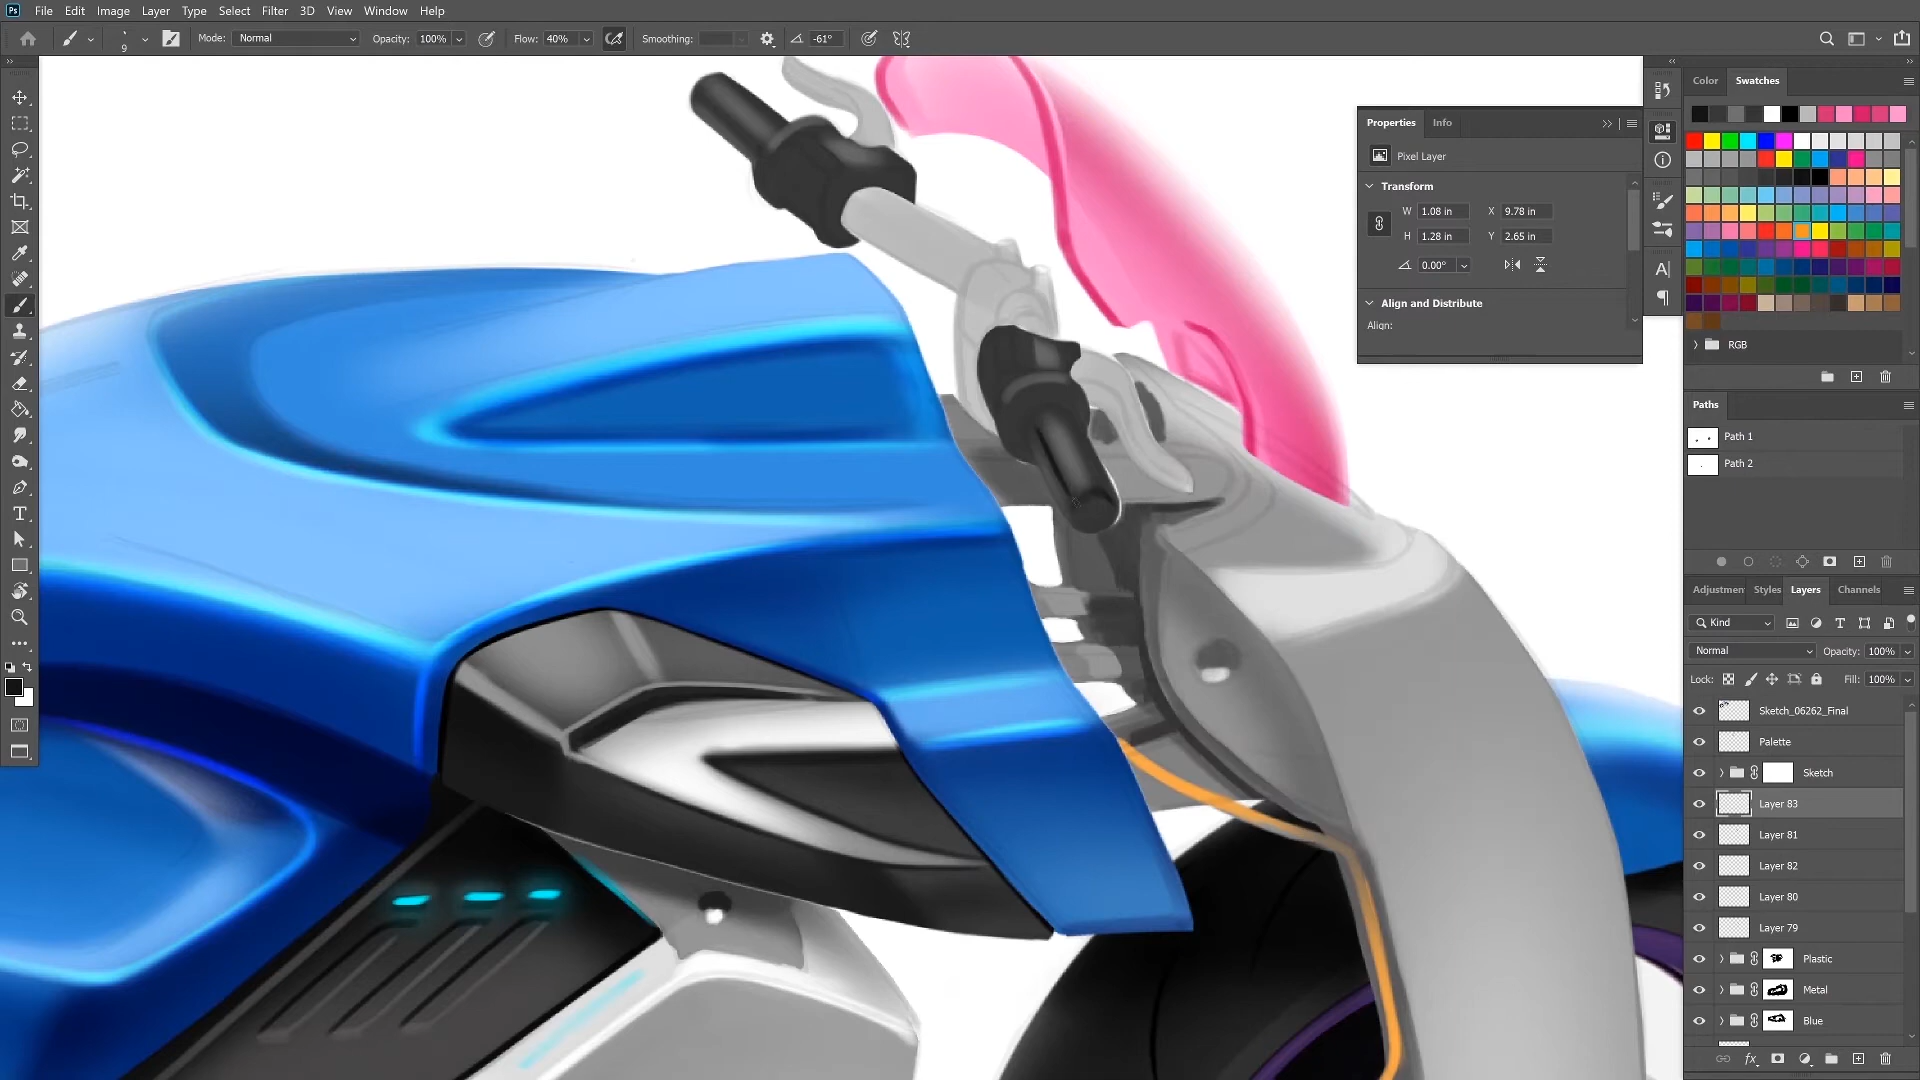 Ps File Edit Image Layer Type Select Filter 3D View Window Help
9 Mode: Normal Opacity: 100% Flow: 40% Smoothing: -61°
Color Swatches
Properties Info
Pixel Layer
Transform
W 1.08 in X 9.78 in
H 1.28 in Y 2.65 in
0.00°
Align and Distribute
Align:
RGB
Paths
Path 1
Path 2
Adjustmen Styles Layers Channels
Kind
Normal Opacity: 100%
Lock: Fill: 100%
Sketch_06262_Final
Palette
Sketch
Layer 83
Layer 81
Layer 82
Layer 80
Layer 79
Plastic
Metal
Blue